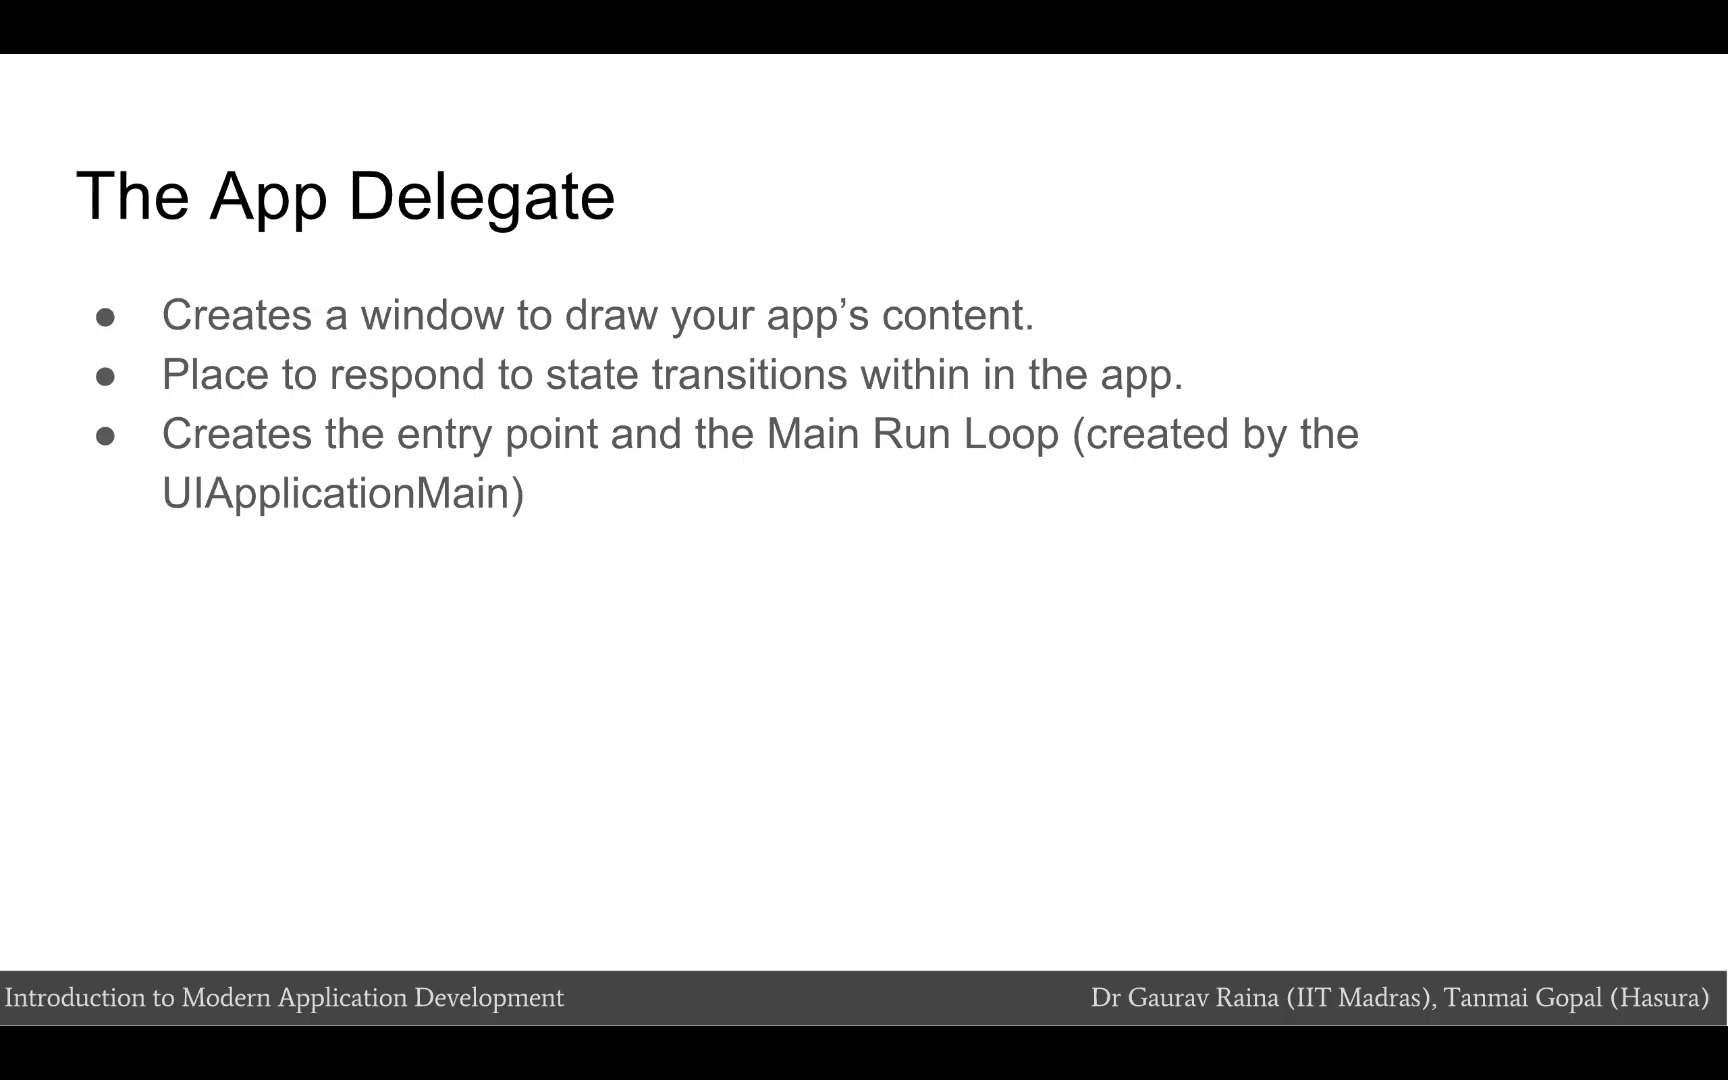 The App Delegate
● Creates a window to draw your app’s content.
● Place to respond to state transitions within in the app.
● Creates the entry point and the Main Run Loop (created by the
UIApplicationMain)
Introduction to Modern Application Development
Dr Gaurav Raina (IIT Madras), Tanmai Gopal (Hasura)